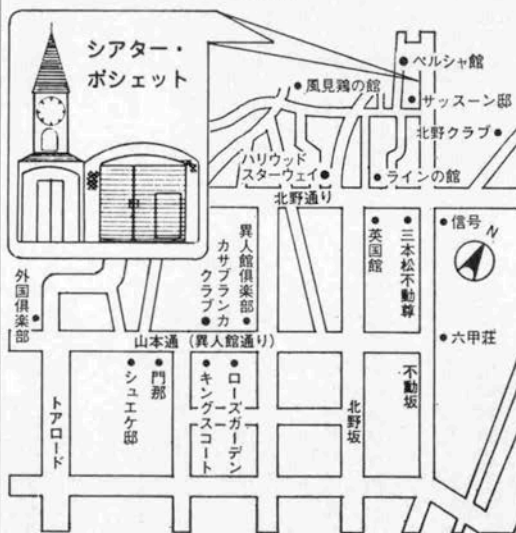 シアター・
ポシェット
ペルシャ館
風見鶏の館
サッスーン邸
北野クラブ
ハリウッド
スターウェイ
ラインの館
北野通り
異人館倶楽部
カサブランカ
クラブ
英国館
三本松不動尊
信号
N
外国倶楽部
山本通(異人館通り)
六甲荘
トアロード
シュエケ邸
門那
キングスコート
ローズガーデン
北野坂
不動坂